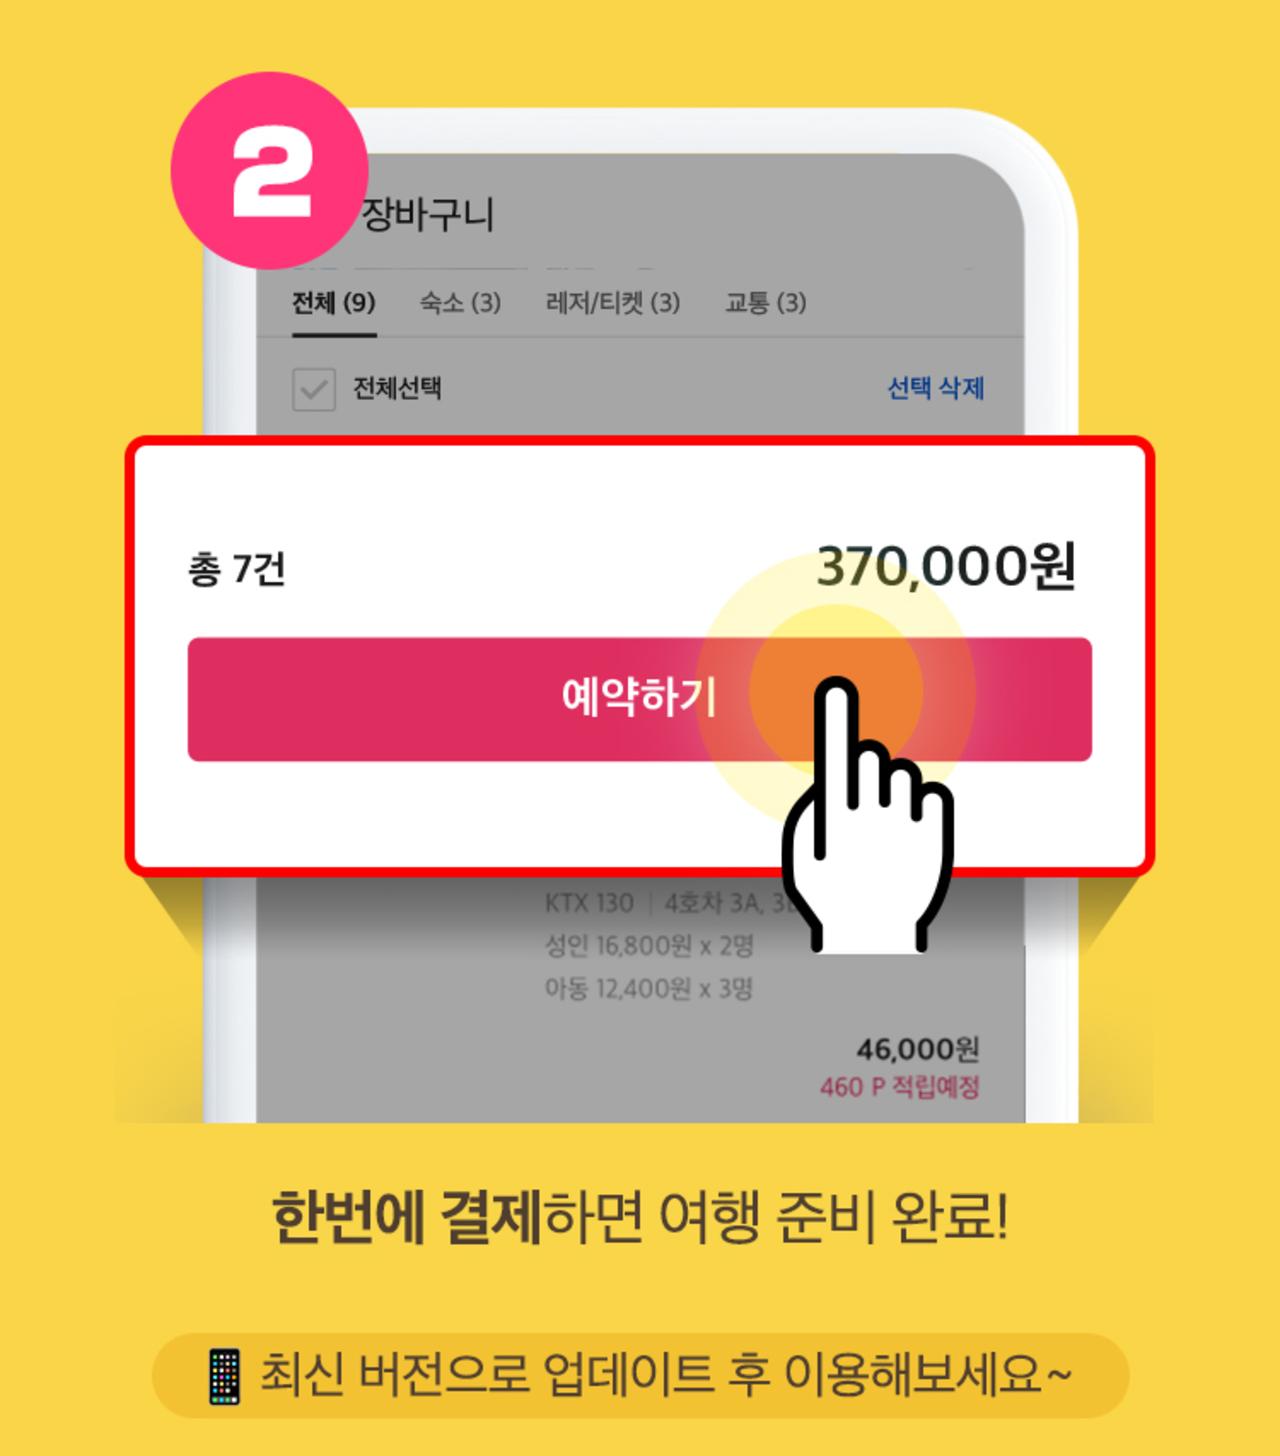 2
장바구니
전체 (9) 숙소 (3) 레저/티켓 (3) 교통 (3)
전체선택 선택 삭제
총 7건 370,000원
예약하기
KTX 130 | 4호차 3A,
성인 16,800원 x 2명
아동 12,400원 x 3명
46,000원
460 P 적립예정
한번에 결제하면 여행 준비 완료!
최신 버전으로 업데이트 후 이용해보세요~